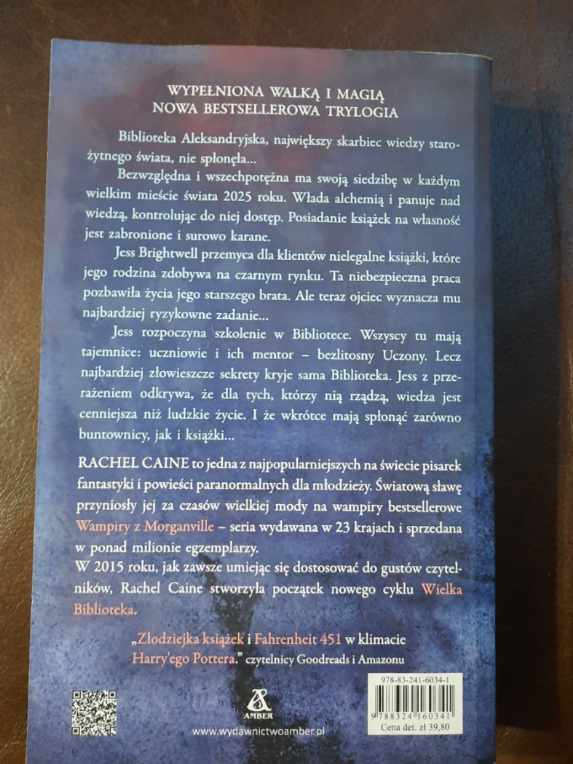 WYPEŁNIONA WALKĄ I MAGIĄ
NOWA BESTSELLEROWA TRYLOGIA
Biblioteka Aleksandryjska, największy skarbiec wiedzy staro-
żytnego świata, nie spłonęła...
Bezwzględna i wszechpotężna ma swoją siedzibę w każdym
wielkim mieście świata 2025 roku. Włada alchemią i panuje nad
wiedzą, kontrolując do niej dostęp. Posiadanie książek na własność
jest zabronione i surowo karane.
Jess Brightwell przemyca dla klientów nielegalne książki, które
jego rodzina zdobywa na czarnym rynku. Ta niebezpieczna praca
pozbawiła życia jego starszego brata. Ale teraz ojciec wyznacza mu
najbardziej ryzykowne zadanie...
Jess rozpoczyna szkolenie w Bibliotece. Wszyscy tu mają
tajemnice: uczniowie i ich mentor – bezlitosny Uczony. Lecz
najbardziej złowieszcze sekrety kryje sama Biblioteka. Jess z prze-
rażeniem odkrywa, że dla tych, którzy nią rządzą, wiedza jest
cenniejsza niż ludzkie życie. I że wkrótce mają spłonąć zarówno
buntownicy, jak i książki...
RACHEL CAINE to jedna z najpopularniejszych na świecie pisarek
fantastyki i powieści paranormalnych dla młodzieży. Światową sławę
przyniosły jej za czasów wielkiej mody na wampiry bestsellerowe
Wampiry z Morganville – seria wydawana w 23 krajach i sprzedana
w ponad milionie egzemplarzy.
W 2015 roku, jak zawsze umiejąc się dostosować do gustów czytel-
ników, Rachel Caine stworzyła początek nowego cyklu Wielka
Biblioteka.
„Złodziejka książek i Fahrenheit 451 w klimacie
Harry'ego Pottera.” czytelnicy Goodreads i Amazonu
978-83-241-6034-1
AMBER
www.wydawnictwoamber.pl
9 788324 160341
Cena det. zł 39,80